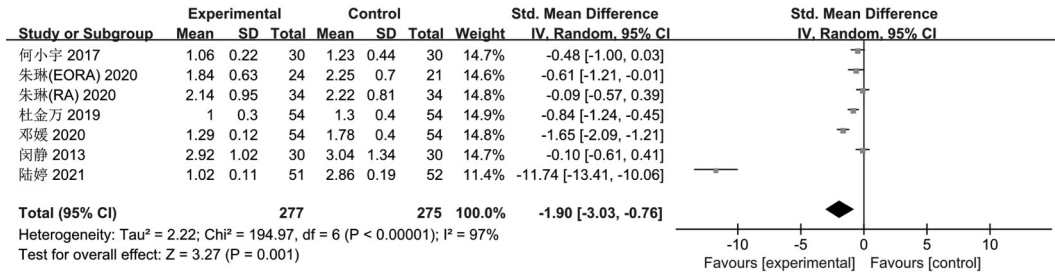 Experimental Control Std. Mean Difference Std. Mean Difference
Study or Subgroup Mean SD Total Mean SD Total Weight IV. Random. 95% CI IV. Random. 95% CI
何小宇 2017 1.06 0.22 30 1.23 0.44 30 14.7% -0.48 [-1.00, 0.03]
朱琳(EORA) 2020 1.84 0.63 24 2.25 0.7 21 14.6% -0.61 [-1.21, -0.01]
朱琳(RA) 2020 2.14 0.95 34 2.22 0.81 34 14.8% -0.09 [-0.57, 0.39]
杜金万 2019 1 0.3 54 1.3 0.4 54 14.9% -0.84 [-1.24, -0.45]
邓媛 2020 1.29 0.12 54 1.78 0.4 54 14.8% -1.65 [-2.09, -1.21]
闵静 2013 2.92 1.02 30 3.04 1.34 30 14.7% -0.10 [-0.61, 0.41]
陆婷 2021 1.02 0.11 51 2.86 0.19 52 11.4% -11.74 [-13.41, -10.06]
Total (95% CI) 277 275 100.0% -1.90 [-3.03, -0.76]
Heterogeneity: Tau² = 2.22; Chi² = 194.97, df = 6 (P < 0.00001); I² = 97%
Test for overall effect: Z = 3.27 (P = 0.001)
-10 -5 0 5 10
Favours [experimental] Favours [control]